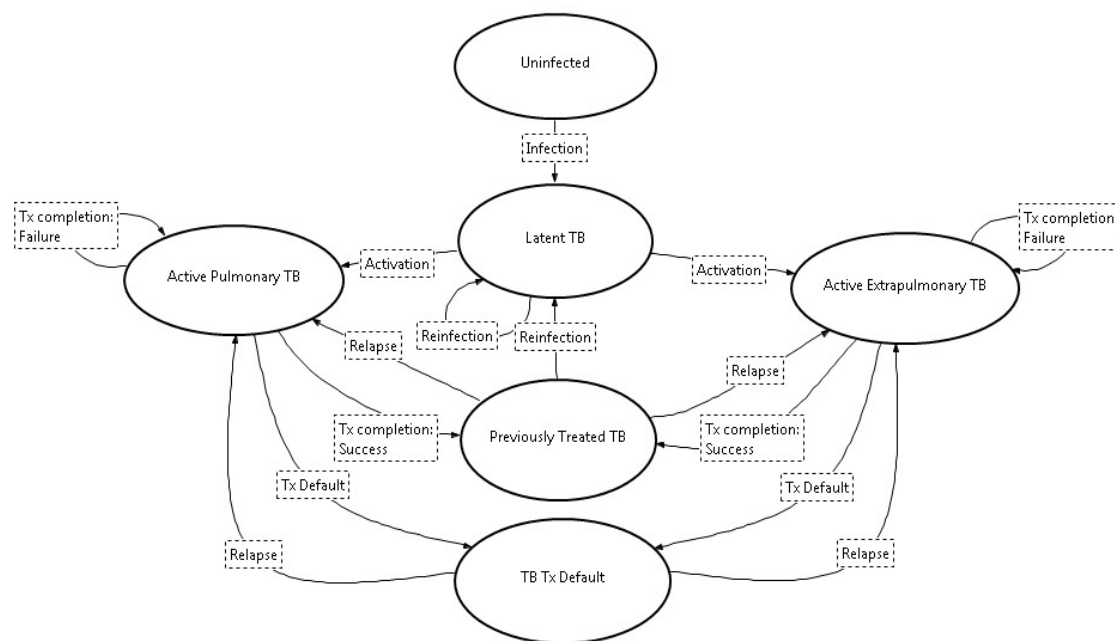 Uninfected
Infection
Tx completion:
Failure
Latent TB
Tx completion:
Failure
Activation
Activation
Active Pulmonary TB
Active Extrapulmonary TB
Reinfection
Reinfection
Relapse
Relapse
Tx completion:
Success
Previously Treated TB
Tx completion:
Success
Tx Default
Tx Default
Relapse
Relapse
TB Tx Default